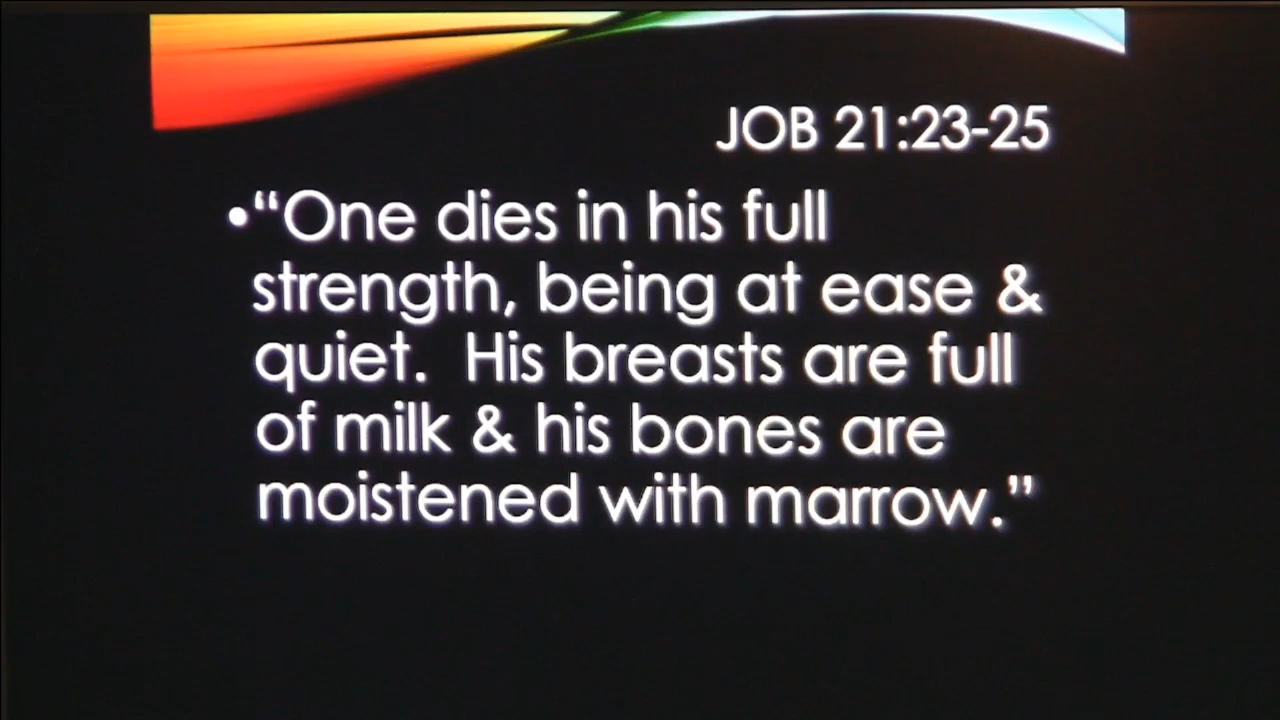 JOB 21:23-25
•“One dies in his full
strength, being at ease &
quiet.  His breasts are full
of milk & his bones are
moistened with marrow.”